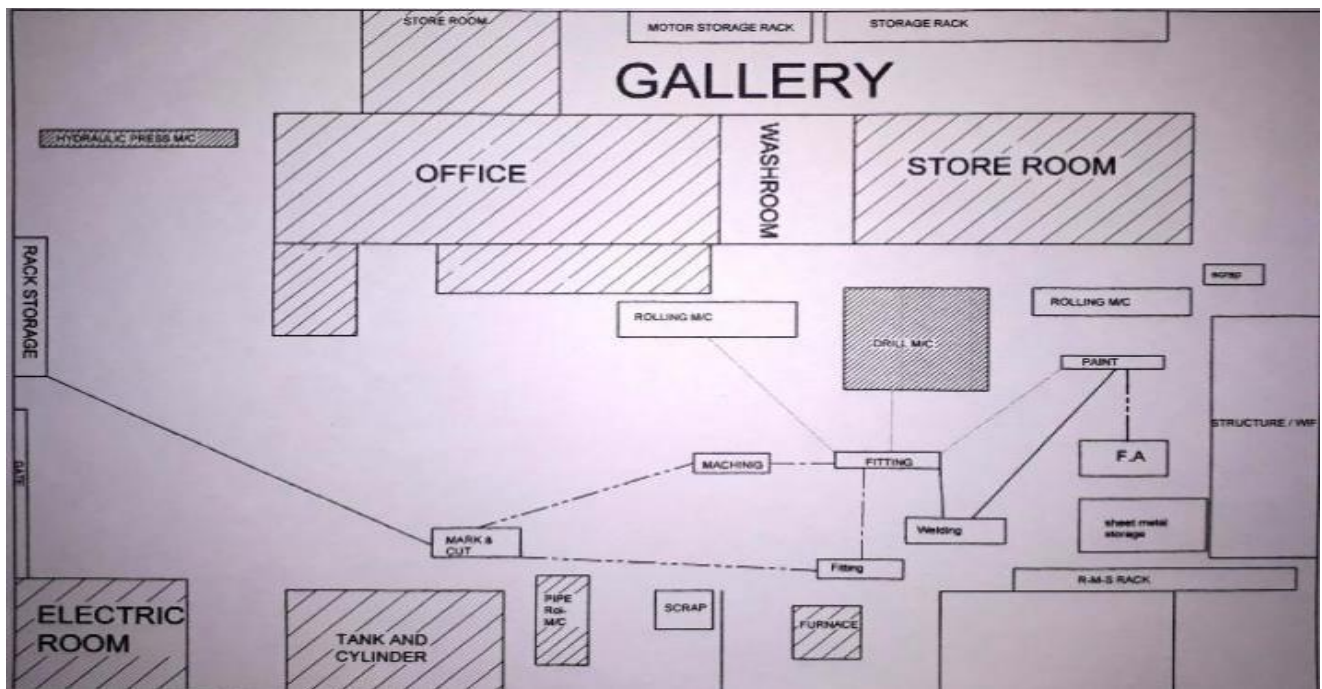 STORE ROOM
MOTOR STORAGE RACK
STORAGE RACK
GALLERY
HYDRAULIC PRESS M/C
OFFICE
WASHROOM
STORE ROOM
RACK STORAGE
scrap
ROLLING M/C
ROLLING M/C
DRILL M/C
PAINT
STRUCTURE / WIP
GATE
MACHINIG
FITTING
F.A
MARK &
CUT
Welding
sheet metal
storage
Fitting
R-M-S RACK
ELECTRIC
ROOM
TANK AND
CYLINDER
PIPE
Rol-
M/C
SCRAP
FURNACE